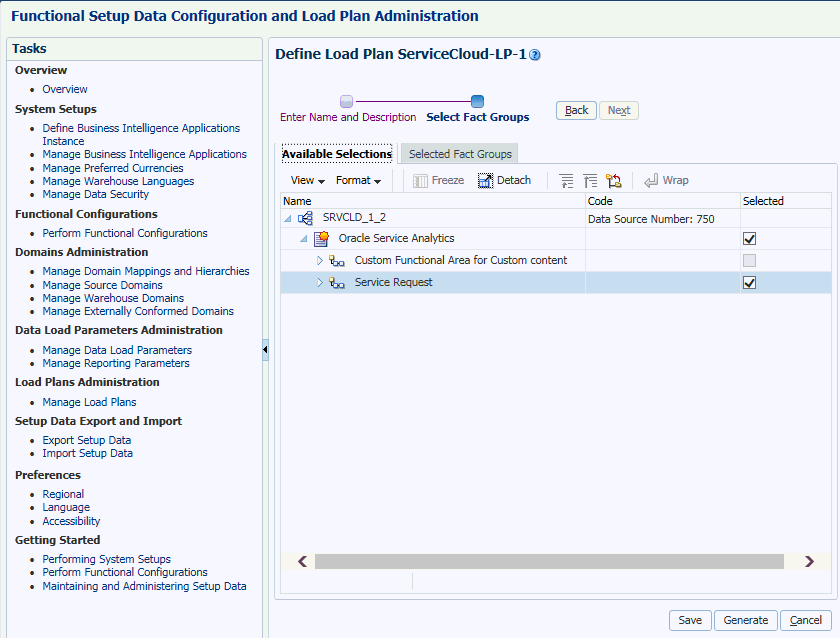 Functional Setup Data Configuration and Load Plan Administration
Tasks
Overview
Overview
System Setups
Define Business Intelligence Applications
Instance
Manage Business Intelligence Applications
Manage Preferred Currencies
Manage Warehouse Languages
Manage Data Security
Functional Configurations
Perform Functional Configurations
Domains Administration
Manage Domain Mappings and Hierarchies
Manage Source Domains
Manage Warehouse Domains
Manage Externally Conformed Domains
Data Load Parameters Administration
Manage Data Load Parameters
Manage Reporting Parameters
Load Plans Administration
Manage Load Plans
Setup Data Export and Import
Export Setup Data
Import Setup Data
Preferences
Regional
Language
Accessibility
Getting Started
Performing System Setups
Perform Functional Configurations
Maintaining and Administering Setup Data
Define Load Plan ServiceCloud-LP-1 ?
Enter Name and Description Select Fact Groups Back Next
Available Selections Selected Fact Groups
View Format Freeze Detach Wrap
Name Code Selected
SRVCLD_1_2 Data Source Number: 750
Oracle Service Analytics
Custom Functional Area for Custom content
Service Request
Save Generate Cancel